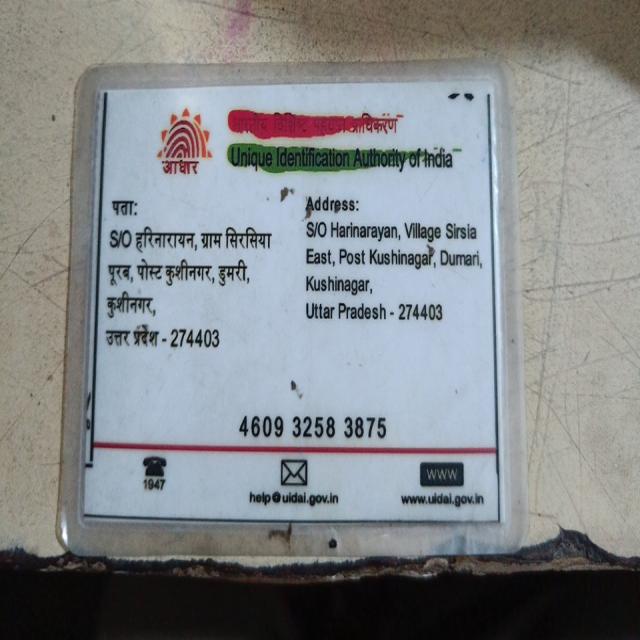 भारतीय विशिष्ट पहचान प्राधिकरण
Unique Identification Authority of India
आधार
पता:
S/O हरिनारायन, ग्राम सिरसिया
पूरब, पोस्ट कुशीनगर, डुमरी,
कुशीनगर,
उत्तर प्रदेश - 274403
Address:
S/O Harinarayan, Village Sirsia
East, Post Kushinagar, Dumari,
Kushinagar,
Uttar Pradesh - 274403
4609 3258 3875
1947
help@uidai.gov.in
WWW
www.uidai.gov.in